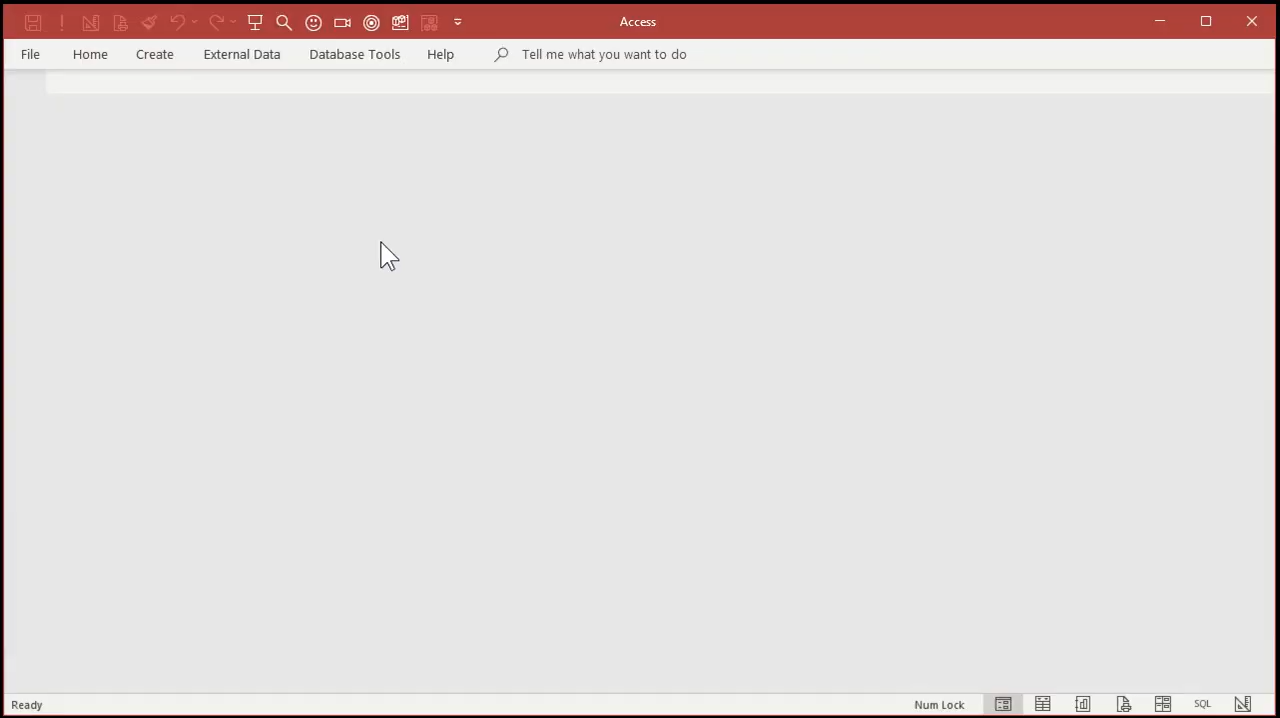 Access
File Home Create External Data Database Tools Help Tell me what you want to do
Ready Num Lock SQL